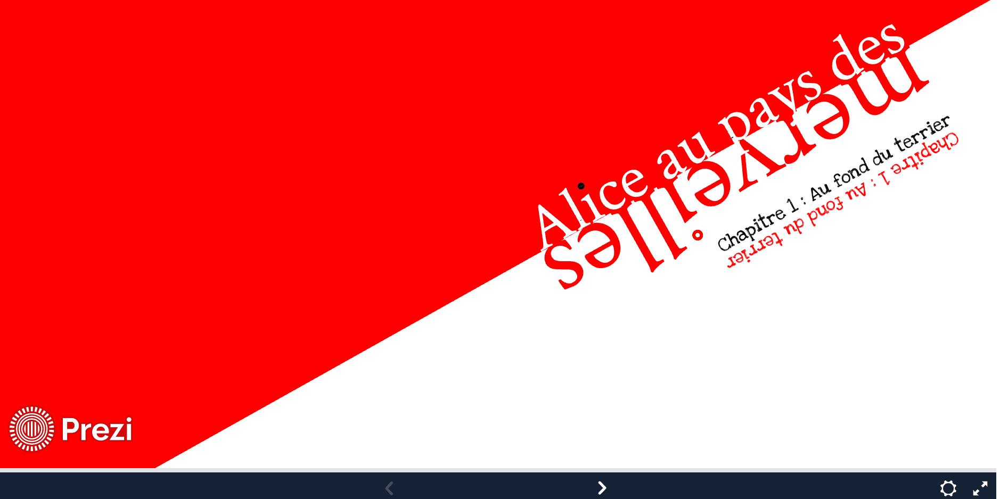 Alice au pays des
merveilles
Chapitre 1 : Au fond du terrier
Chapitre 1 : Au fond du terrier
Prezi